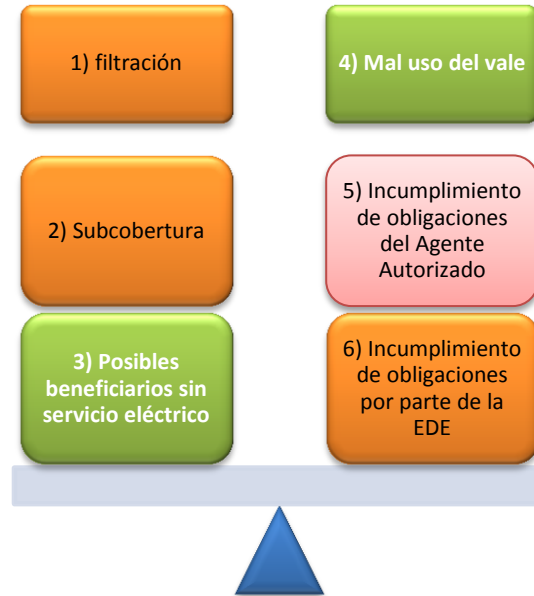 1) filtración
2) Subcobertura
3) Posibles
beneficiarios sin
servicio eléctrico
4) Mal uso del vale
5) Incumplimiento
de obligaciones
del Agente
Autorizado
6) Incumplimiento
de obligaciones
por parte de la
EDE